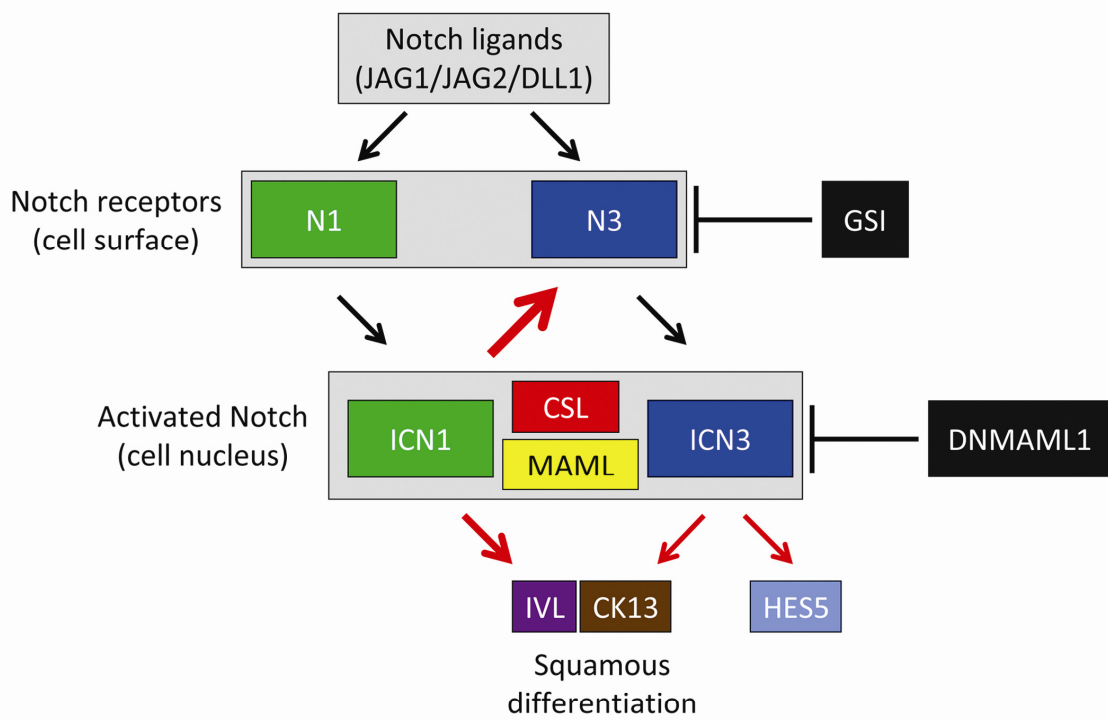 Notch ligands
(JAG1/JAG2/DLL1)
Notch receptors
(cell surface)
N1
N3
GSI
Activated Notch
(cell nucleus)
ICN1
CSL
MAML
ICN3
DNMAML1
IVL
CK13
HES5
Squamous
differentiation